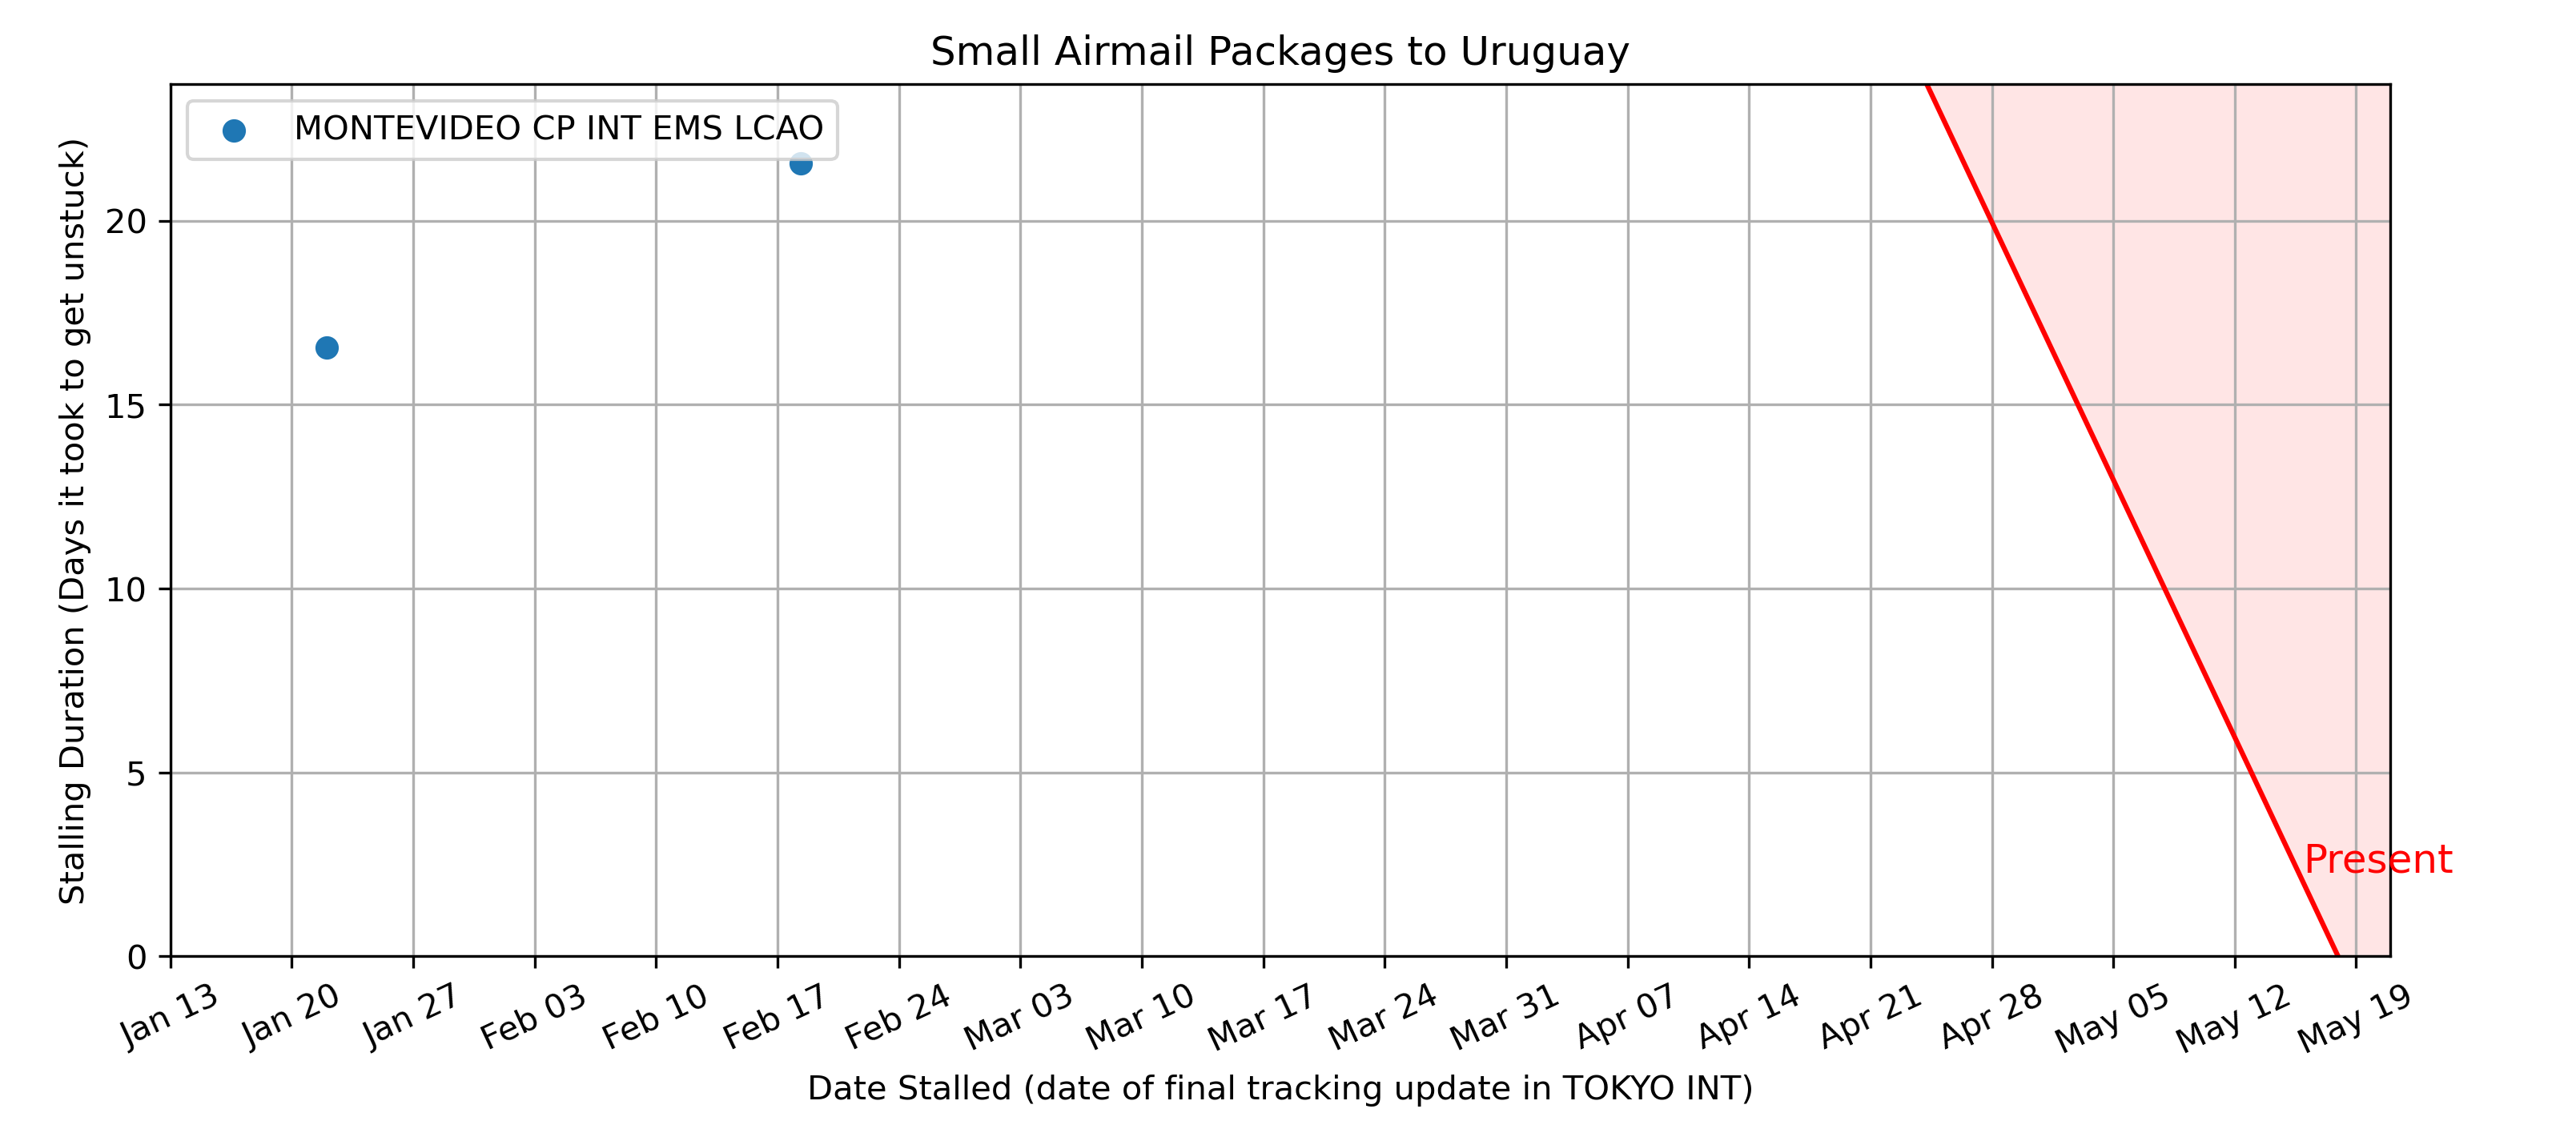 Small Airmail Packages to Uruguay
MONTEVIDEO CP INT EMS LCAO
Stalling Duration (Days it took to get unstuck)
20
15
10
5
0
Present
Jan 13
Jan 20
Jan 27
Feb 03
Feb 10
Feb 17
Feb 24
Mar 03
Mar 10
Mar 17
Mar 24
Mar 31
Apr 07
Apr 14
Apr 21
Apr 28
May 05
May 12
May 19
Date Stalled (date of final tracking update in TOKYO INT)